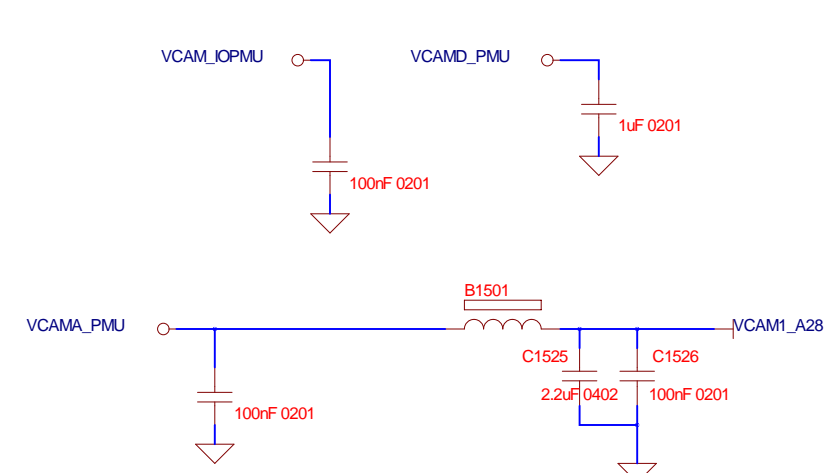 VCAM_IOPMU
VCAMD_PMU
1uF 0201
100nF 0201
B1501
VCAMA_PMU
VCAM1_A28
C1525
C1526
2.2uF 0402
100nF 0201
100nF 0201